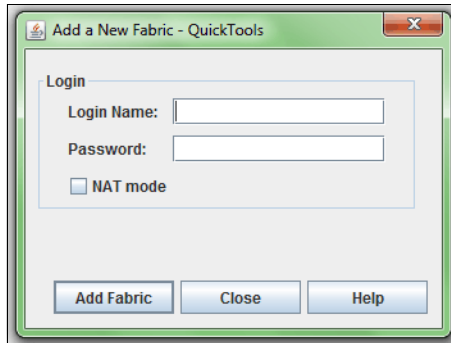 Add a New Fabric - QuickTools
Login
Login Name:
Password:
NAT mode
Add Fabric Close Help